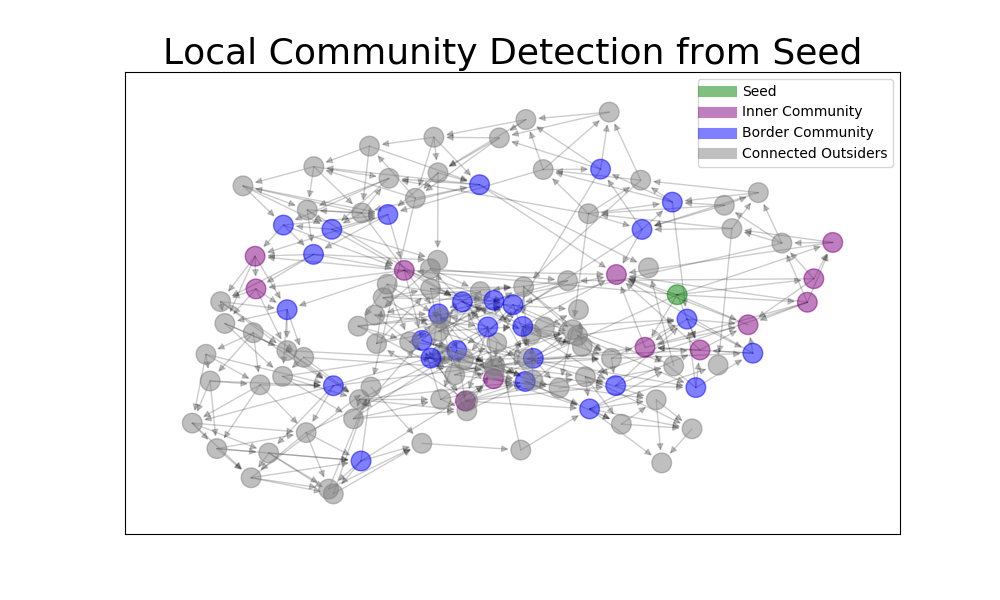 Local Community Detection from Seed
Seed
Inner Community
Border Community
Connected Outsiders